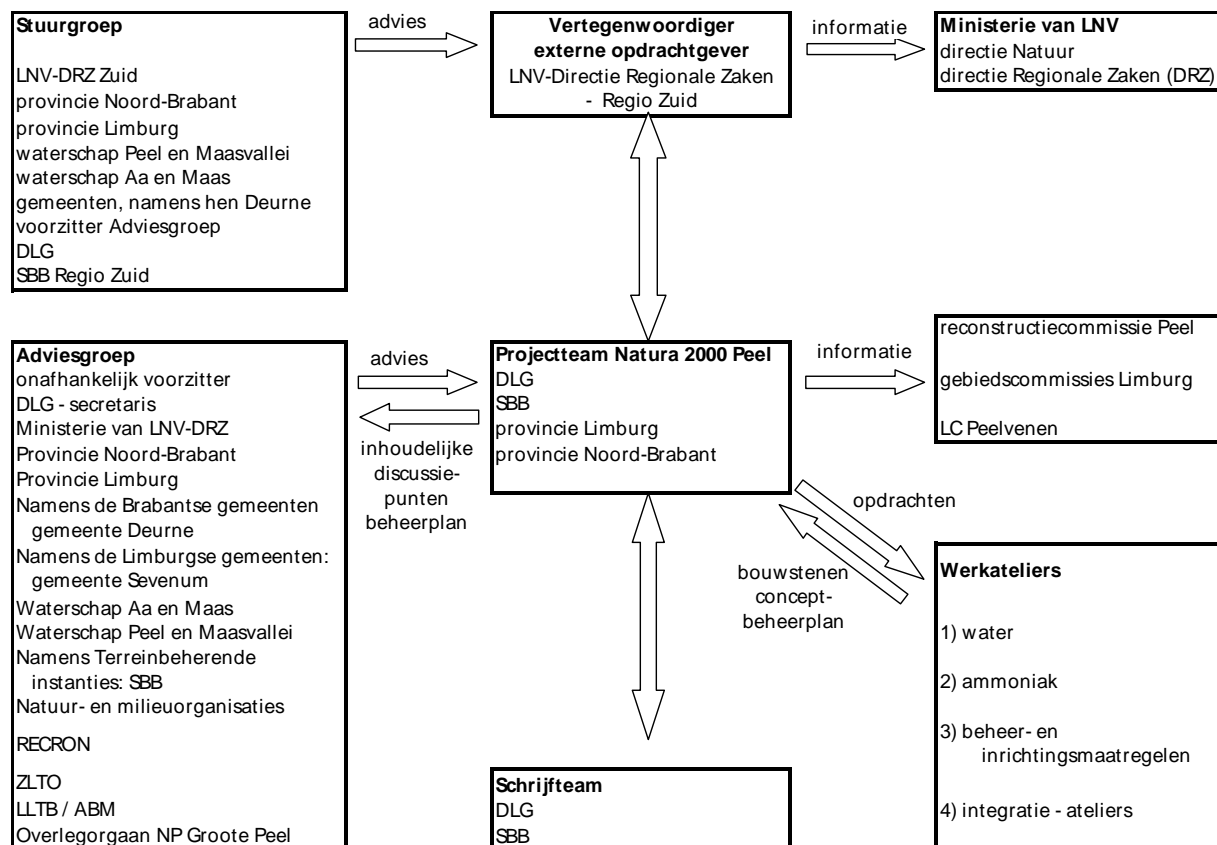 Stuurgroep
LNV-DRZ Zuid
provincie Noord-Brabant
provincie Limburg
waterschap Peel en Maasvallei
waterschap Aa en Maas
gemeenten, namens hen Deurne
voorzitter Adviesgroep
DLG
SBB Regio Zuid
advies
Vertegenwoordiger
externe opdrachtgever
LNV-Directie Regionale Zaken
- Regio Zuid
informatie
Ministerie van LNV
directie Natuur
directie Regionale Zaken (DRZ)
Adviesgroep
onafhankelijk voorzitter
DLG - secretaris
Ministerie van LNV-DRZ
Provincie Noord-Brabant
Provincie Limburg
Namens de Brabantse gemeenten
gemeente Deurne
Namens de Limburgse gemeenten:
gemeente Sevenum
Waterschap Aa en Maas
Waterschap Peel en Maasvallei
Namens Terreinbeherende
instanties: SBB
Natuur- en milieuorganisaties
RECRON
ZLTO
LLTB / ABM
Overlegorgaan NP Groote Peel
advies
inhoudelijke
discussie-
punten
beheerplan
Projectteam Natura 2000 Peel
DLG
SBB
provincie Limburg
provincie Noord-Brabant
informatie
reconstructiecommissie Peel
gebiedscommissies Limburg
LC Peelvenen
opdrachten
bouwstenen
concept-
beheerplan
Werkateliers
1) water
2) ammoniak
3) beheer- en
inrichtingsmaatregelen
4) integratie - ateliers
Schrijfteam
DLG
SBB